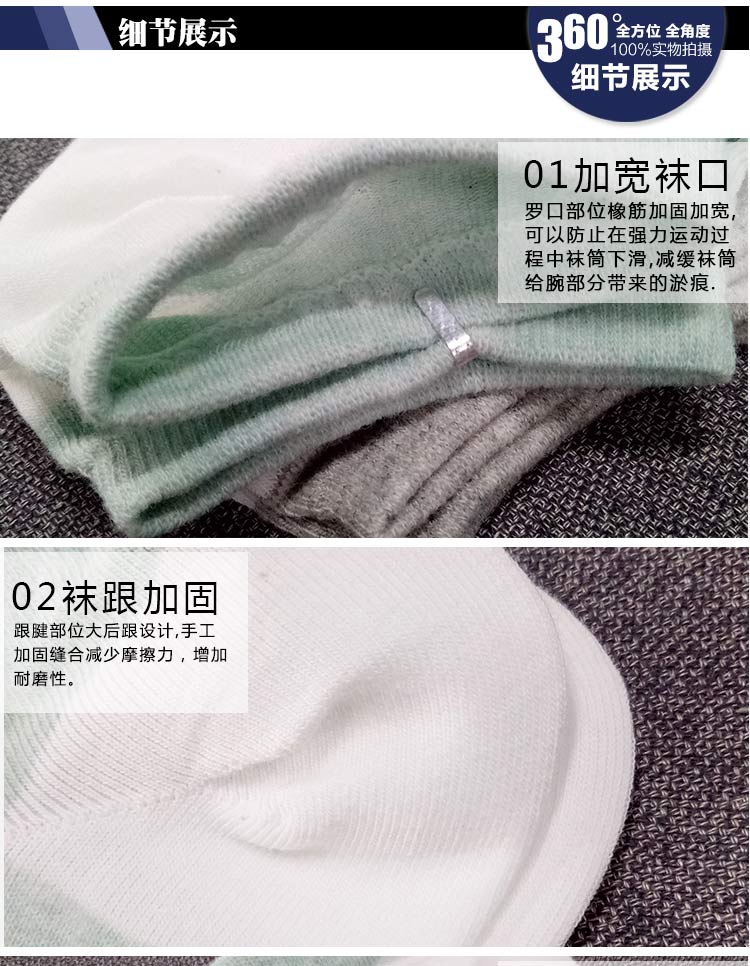 细节展示
360°全方位 全角度
100%实物拍摄
细节展示
01加宽袜口
罗口部位橡筋加固加宽,
可以防止在强力运动过
程中袜筒下滑,减缓袜筒
给腕部分带来的淤痕.
02袜跟加固
跟腱部位大后跟设计,手工
加固缝合减少摩擦力，增加
耐磨性。